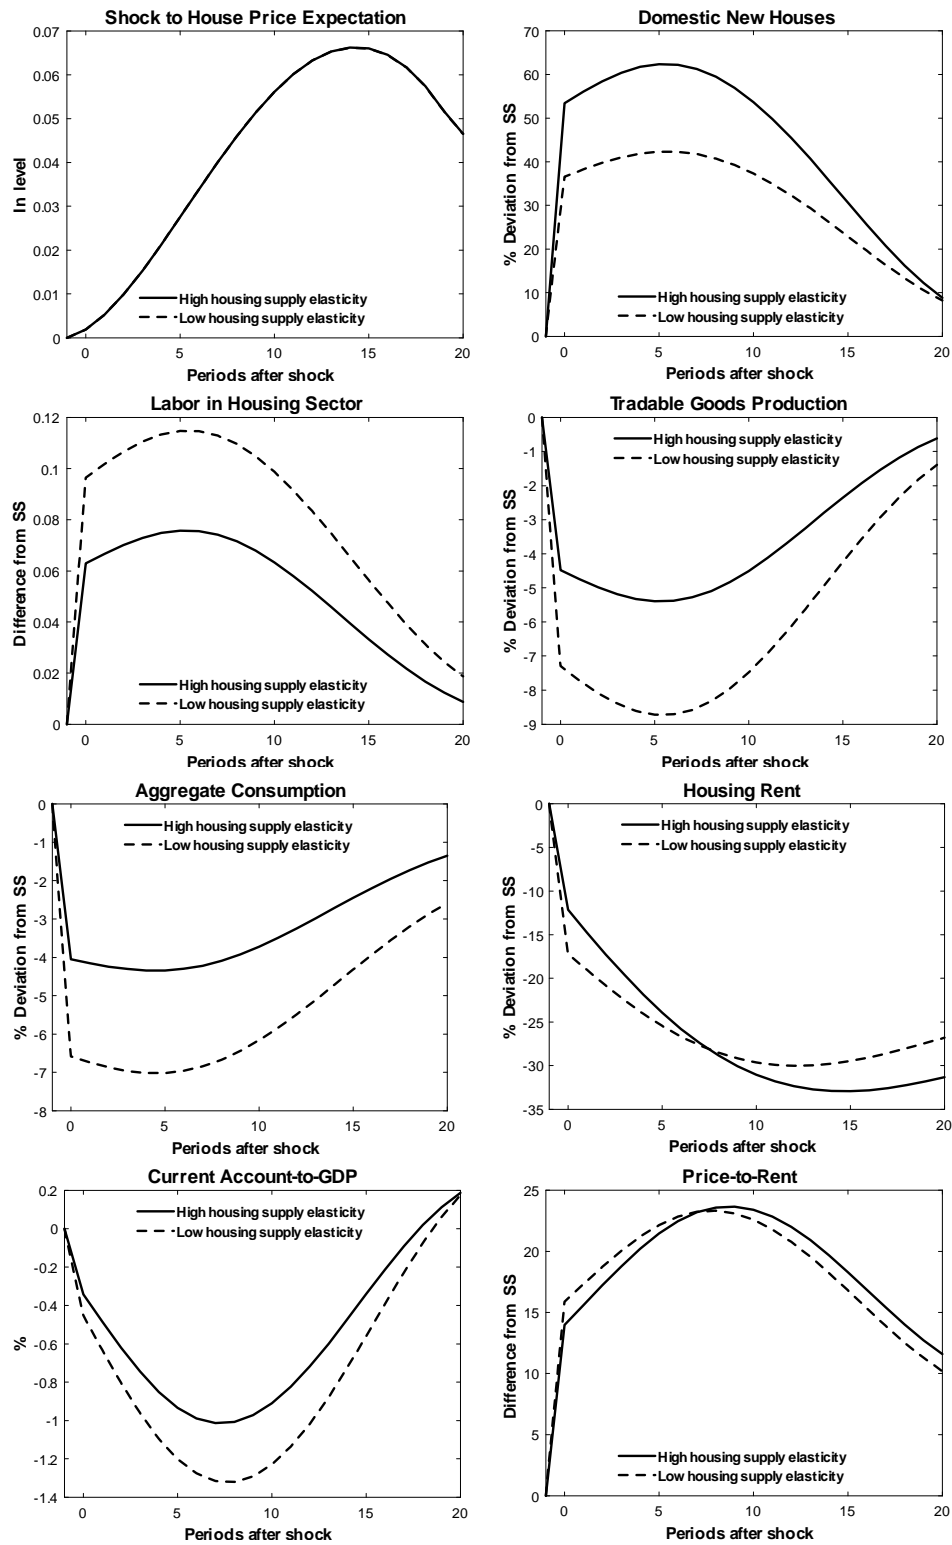 Shock to House Price Expectation
0.07
0.06
0.05
0.04
0.03
0.02
0.01
0
In level
High housing supply elasticity
Low housing supply elasticity
0 5 10 15 20
Periods after shock
Domestic New Houses
70
60
50
40
30
20
10
0
% Deviation from SS
High housing supply elasticity
Low housing supply elasticity
0 5 10 15 20
Periods after shock
Labor in Housing Sector
0.12
0.1
0.08
0.06
0.04
0.02
0
Difference from SS
High housing supply elasticity
Low housing supply elasticity
0 5 10 15 20
Periods after shock
Tradable Goods Production
0
-1
-2
-3
-4
-5
-6
-7
-8
-9
% Deviation from SS
High housing supply elasticity
Low housing supply elasticity
0 5 10 15 20
Periods after shock
Aggregate Consumption
0
-1
-2
-3
-4
-5
-6
-7
-8
% Deviation from SS
High housing supply elasticity
Low housing supply elasticity
0 5 10 15 20
Periods after shock
Housing Rent
0
-5
-10
-15
-20
-25
-30
-35
% Deviation from SS
High housing supply elasticity
Low housing supply elasticity
0 5 10 15 20
Periods after shock
Current Account-to-GDP
0.2
0
-0.2
-0.4
-0.6
-0.8
-1
-1.2
-1.4
%
High housing supply elasticity
Low housing supply elasticity
0 5 10 15 20
Periods after shock
Price-to-Rent
25
20
15
10
5
0
Difference from SS
High housing supply elasticity
Low housing supply elasticity
0 5 10 15 20
Periods after shock